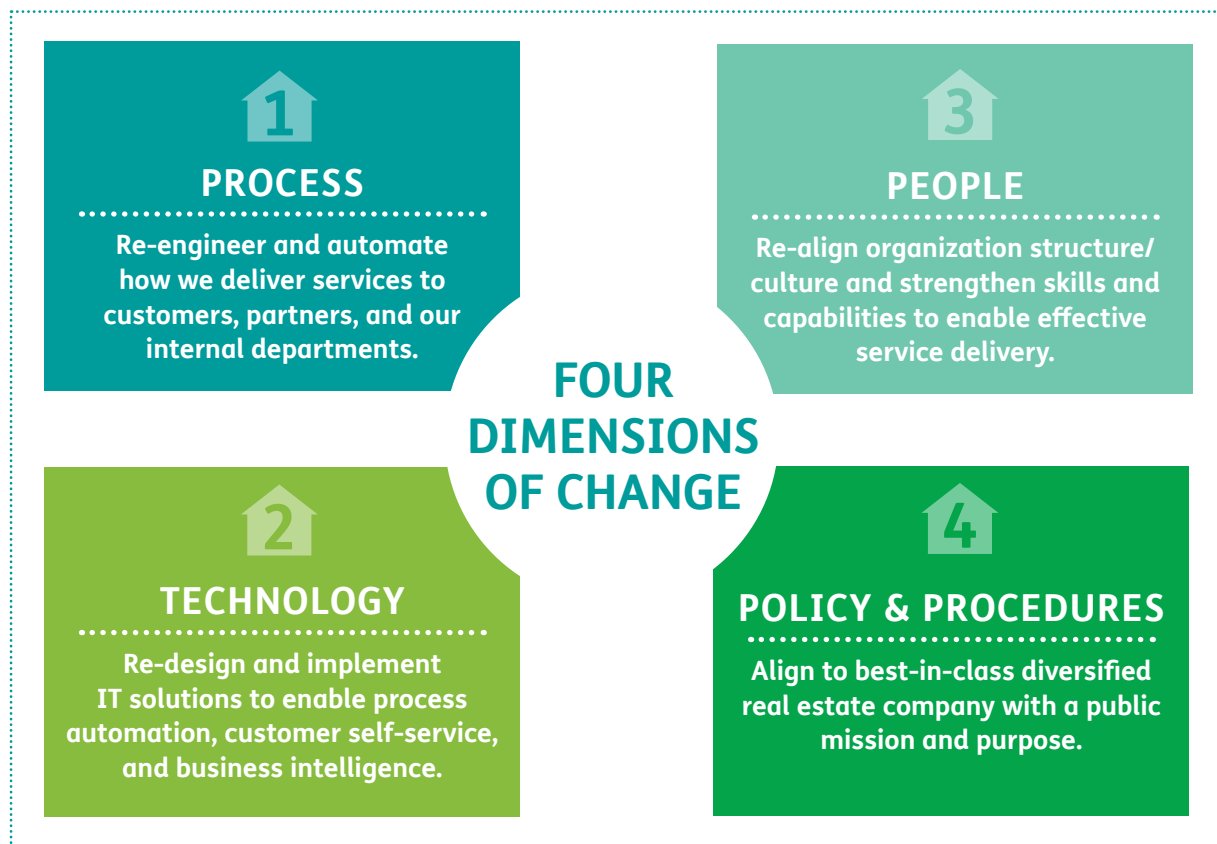 1
PROCESS
Re-engineer and automate
how we deliver services to
customers, partners, and our
internal departments.
2
TECHNOLOGY
Re-design and implement
IT solutions to enable process
automation, customer self-service,
and business intelligence.
FOUR
DIMENSIONS
OF CHANGE
3
PEOPLE
Re-align organization structure/
culture and strengthen skills and
capabilities to enable effective
service delivery.
4
POLICY & PROCEDURES
Align to best-in-class diversified
real estate company with a public
mission and purpose.